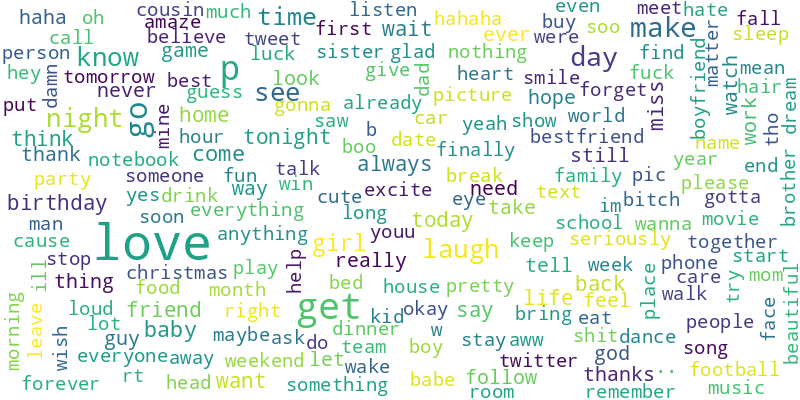 haha oh cousin much time listen hahaha even meet hate
call amaze believe tweet first wait ever buy were soo fall sleep
person know game luck sister glad nothing make find
hey damn tomorrow best p look give dad heart day matter watch mean
never guess see gonna picture smile forget fuck boyfriend hair
put go mine home already car hope world miss work tho dream
night hour saw b yeah show bestfriend name
think tonight boo date finally still year
thank notebook come always family pic end brother
party someone fun talk excite break need text please
birthday yes drink way win cute eye im bitch gotta
soon everything long today take school wanna movie
man love anything youu girl laugh keep seriously together
cause stop really tell week phone start
thing christmas play help bed house pretty back care mom
ill food month life feel place walk try beautiful
morning loud friend right get kid okay say bring eat people face
leave lot guy baby maybe ask do dinner w stay aww shit dance
wish everyone away team boy god song
weekend let wake twitter thanks .. football
forever rt head want something babe follow room remember music